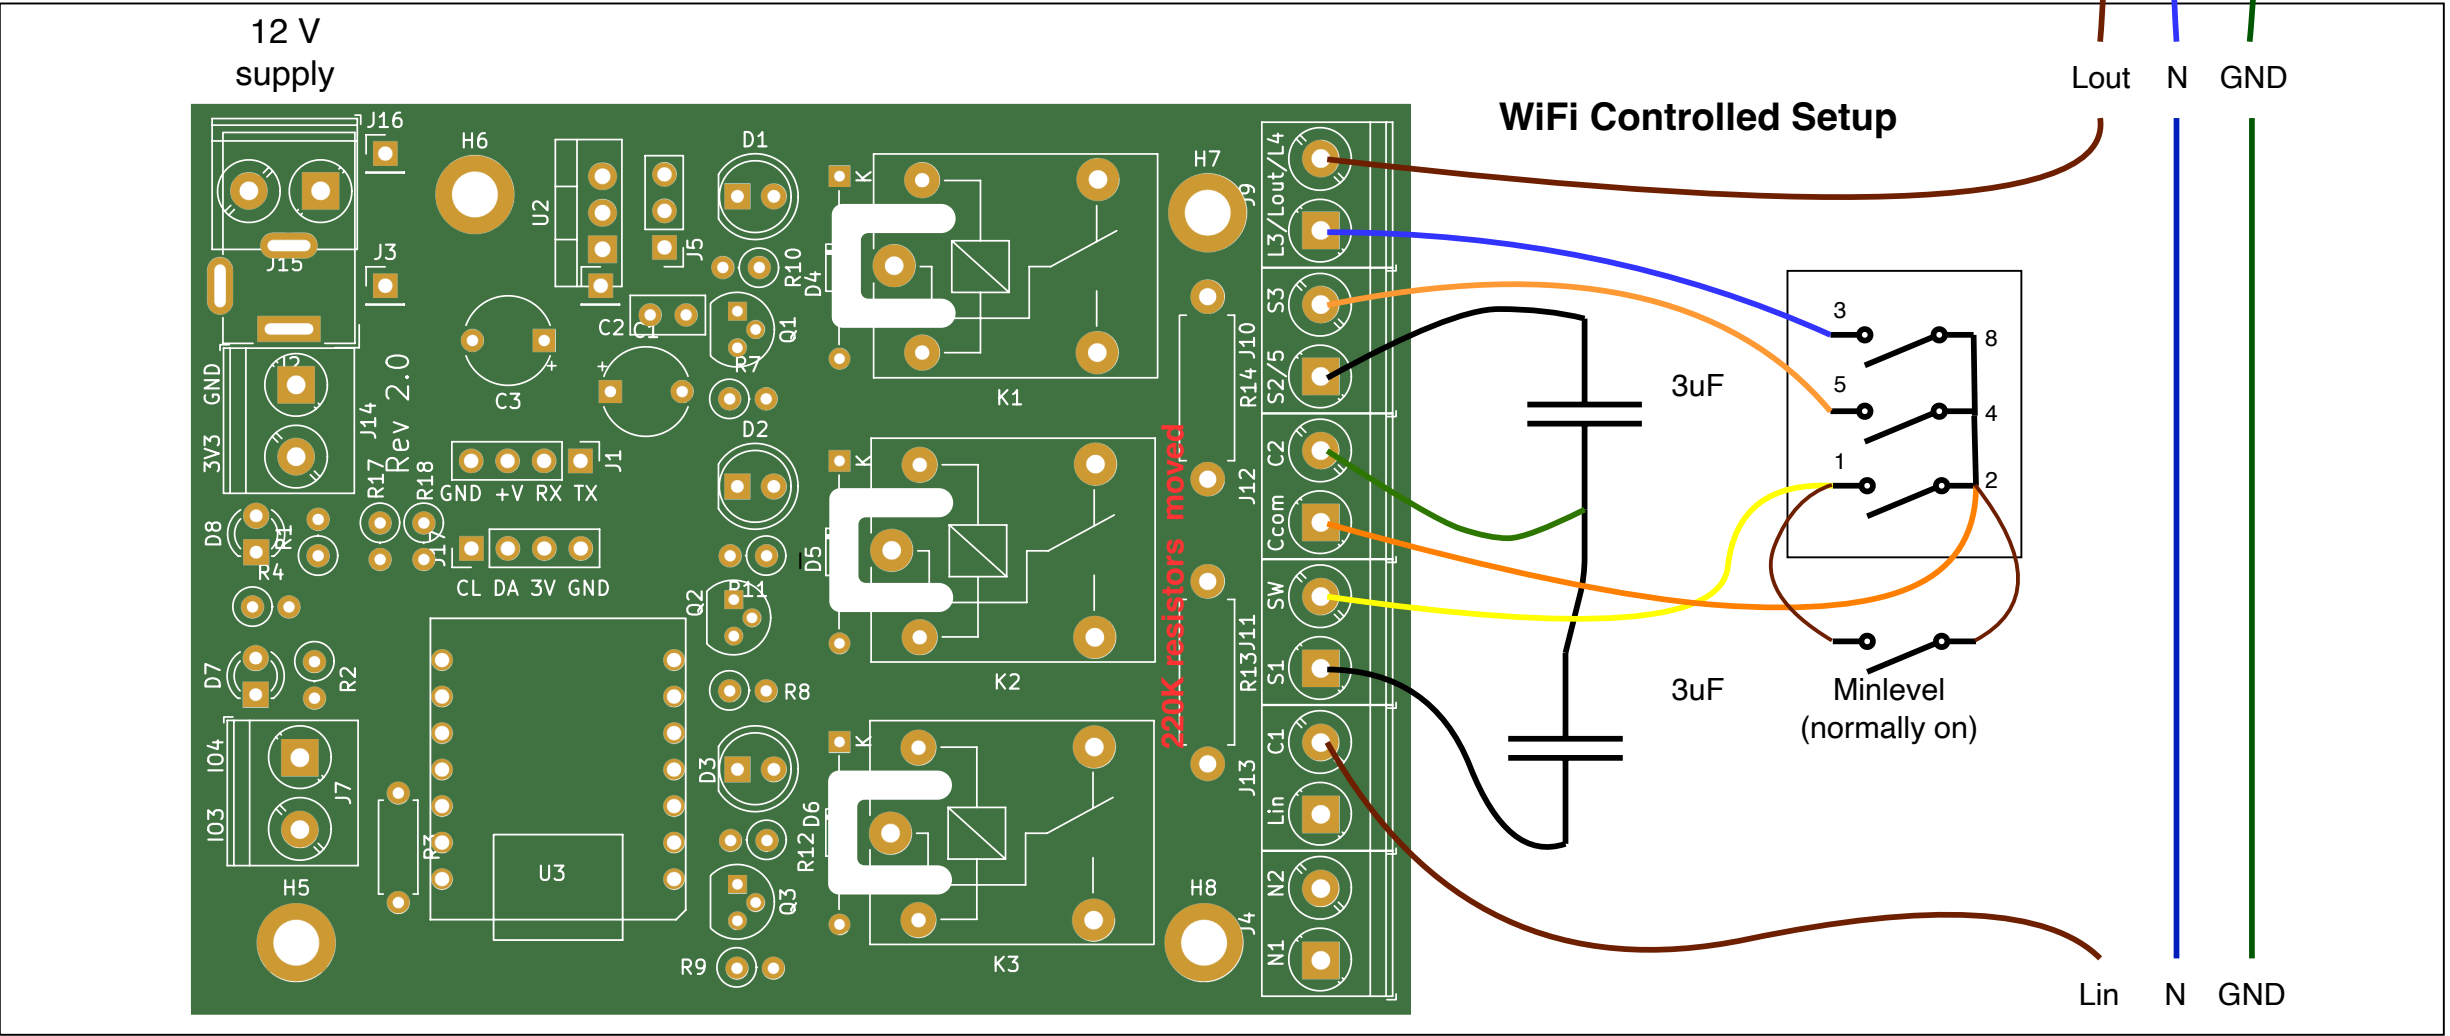 12 V
supply
WiFi Controlled Setup
Lout N GND
J16
H6
U2
J5
D1
K
H7
J9
L3/Lout/L4
J15
J3
R10
D4
C2 C1
Q1
R7
C3
K1
S3
J10
R14
S2/5
3
8
5
4
1
2
3uF
GND
J2
J14
3V3
Rev 2.0
R17
R18
J1
GND +V RX TX
D2
K
C2
J12
Ccom
220K resistors moved
D8
R1
R4
J17
CL DA 3V GND
D5
R11
Q2
K2
SW
J11
R13
S1
3uF
Minlevel
(normally on)
D7
R2
R8
D3
K
C1
J13
Lin
IO4
J7
IO3
R3
U3
D6
R12
Q3
H5
H8
R9
K3
N2
J4
N1
Lin N GND